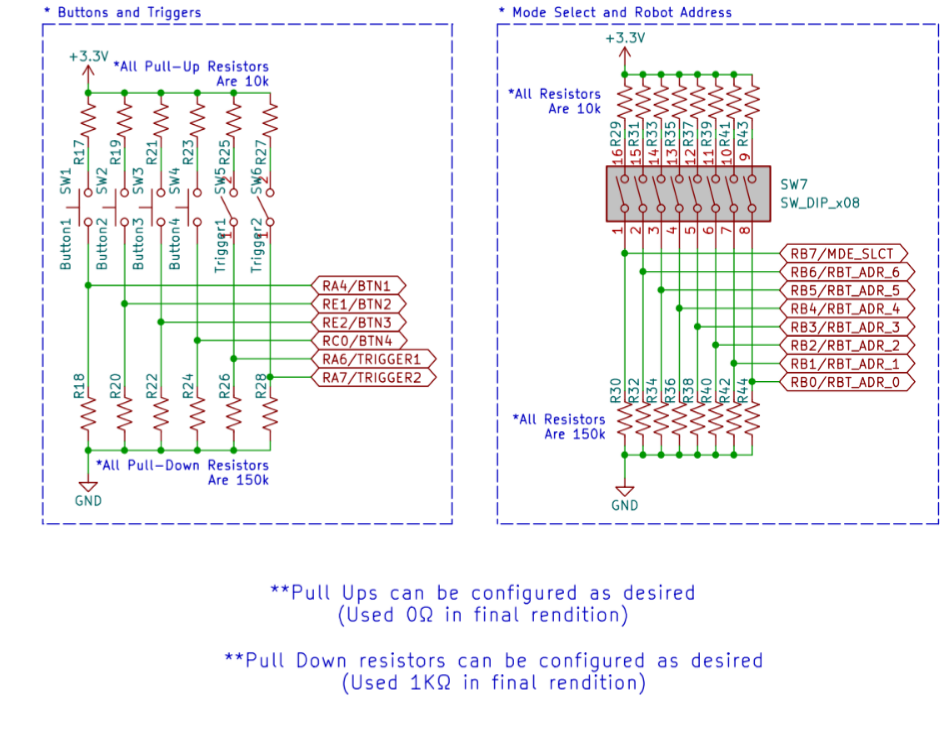 * Buttons and Triggers
+3.3V
*All Pull-Up Resistors
Are 10k
R17
R19
R21
R23
R25
R27
SW1
SW2
SW3
SW4
SW5
SW6
2
2
Button1
Button2
Button3
Button4
Trigger1
Trigger2
1
1
RA4/BTN1
RE1/BTN2
RE2/BTN3
RC0/BTN4
RA6/TRIGGER1
RA7/TRIGGER2
R18
R20
R22
R24
R26
R28
*All Pull-Down Resistors
Are 150k
GND
* Mode Select and Robot Address
+3.3V
*All Resistors
Are 10k
R29
R31
R33
R35
R37
R39
R41
R43
16
15
14
13
12
11
10
9
SW7
SW_DIP_x08
1
2
3
4
5
6
7
8
RB7/MDE_SLCT
RB6/RBT_ADR_6
RB5/RBT_ADR_5
RB4/RBT_ADR_4
RB3/RBT_ADR_3
RB2/RBT_ADR_2
RB1/RBT_ADR_1
RB0/RBT_ADR_0
R30
R32
R34
R36
R38
R40
R42
R44
*All Resistors
Are 150k
GND
**Pull Ups can be configured as desired
(Used 0Ω in final rendition)
**Pull Down resistors can be configured as desired
(Used 1KΩ in final rendition)